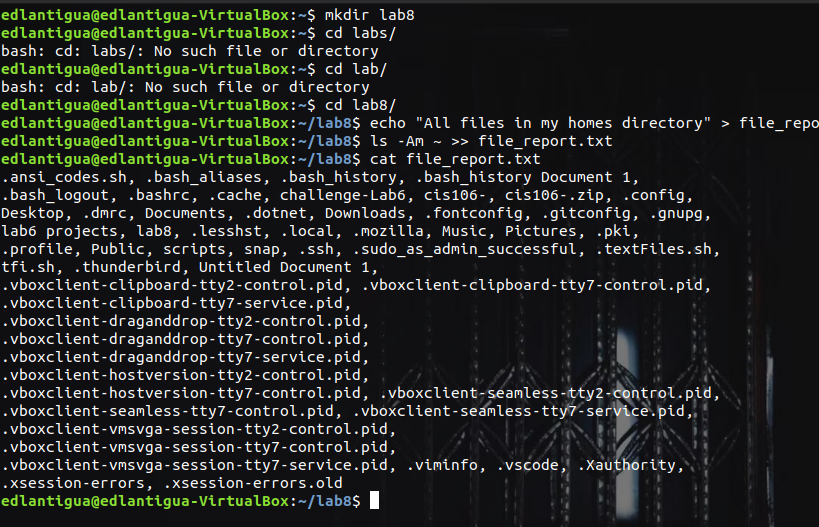 edlantigua@edlantigua-VirtualBox:~$ mkdir lab8
edlantigua@edlantigua-VirtualBox:~$ cd labs/
bash: cd: labs/: No such file or directory
edlantigua@edlantigua-VirtualBox:~$ cd lab/
bash: cd: lab/: No such file or directory
edlantigua@edlantigua-VirtualBox:~$ cd lab8/
edlantigua@edlantigua-VirtualBox:~/lab8$ echo "All files in my homes directory" > file_repo
edlantigua@edlantigua-VirtualBox:~/lab8$ ls -Am ~ >> file_report.txt
edlantigua@edlantigua-VirtualBox:~/lab8$ cat file_report.txt
.ansi_codes.sh, .bash_aliases, .bash_history, .bash_history Document 1,
.bash_logout, .bashrc, .cache, challenge-Lab6, cis106-, cis106-.zip, .config,
Desktop, .dmrc, Documents, .dotnet, Downloads, .fontconfig, .gitconfig, .gnupg,
lab6 projects, lab8, .lesshst, .local, .mozilla, Music, Pictures, .pki,
.profile, Public, scripts, snap, .ssh, .sudo_as_admin_successful, .textFiles.sh,
tfi.sh, .thunderbird, Untitled Document 1,
.vboxclient-clipboard-tty2-control.pid, .vboxclient-clipboard-tty7-control.pid,
.vboxclient-clipboard-tty7-service.pid,
.vboxclient-draganddrop-tty2-control.pid,
.vboxclient-draganddrop-tty7-control.pid,
.vboxclient-draganddrop-tty7-service.pid,
.vboxclient-hostversion-tty2-control.pid,
.vboxclient-hostversion-tty7-control.pid, .vboxclient-seamless-tty2-control.pid,
.vboxclient-seamless-tty7-control.pid, .vboxclient-seamless-tty7-service.pid,
.vboxclient-vmsvga-session-tty2-control.pid,
.vboxclient-vmsvga-session-tty7-control.pid,
.vboxclient-vmsvga-session-tty7-service.pid, .viminfo, .vscode, .Xauthority,
.xsession-errors, .xsession-errors.old
edlantigua@edlantigua-VirtualBox:~/lab8$